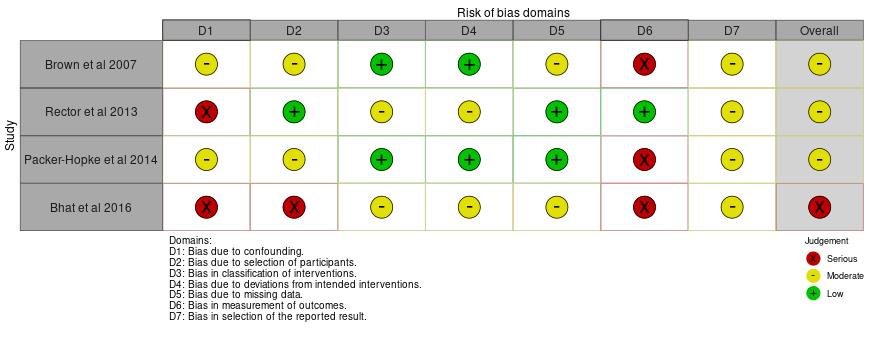 Risk of bias domains
D1 D2 D3 D4 D5 D6 D7 Overall
Study
Brown et al 2007 - - + + - X - -
Rector et al 2013 X + - - + + - -
Packer-Hopke et al 2014 - - + + + X - -
Bhat et al 2016 X X - - - X - X
Domains:
D1: Bias due to confounding.
D2: Bias due to selection of participants.
D3: Bias in classification of interventions.
D4: Bias due to deviations from intended interventions.
D5: Bias due to missing data.
D6: Bias in measurement of outcomes.
D7: Bias in selection of the reported result.
Judgement
X Serious
- Moderate
+ Low